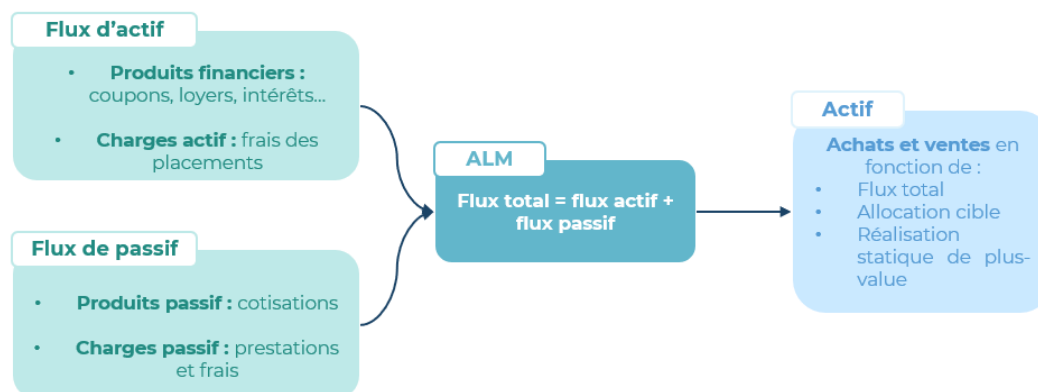 Flux d'actif
• Produits financiers :
coupons, loyers, intérêts...
• Charges actif : frais des
placements
Flux de passif
• Produits passif : cotisations
• Charges passif : prestations
et frais
ALM
Flux total = flux actif +
flux passif
Actif
Achats et ventes en
fonction de :
• Flux total
• Allocation cible
• Réalisation
statique de plus-
value